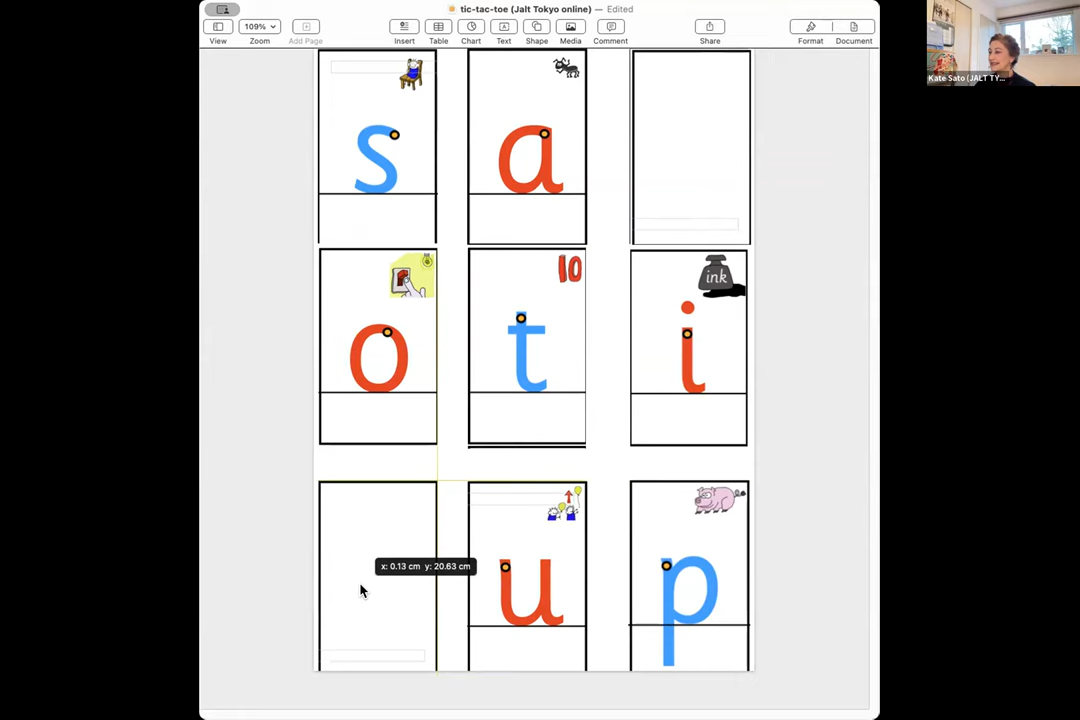 tic-tac-toe (Jalt Tokyo online) — Edited
109%
View
Zoom
Add Page
Insert
Table
Chart
Text
Shape
Media
Comment
Share
Format
Document
Kate Sato (JALT TY...
s
a
o
10
t
ink
i
x: 0.13 cm y: 20.63 cm
u
p